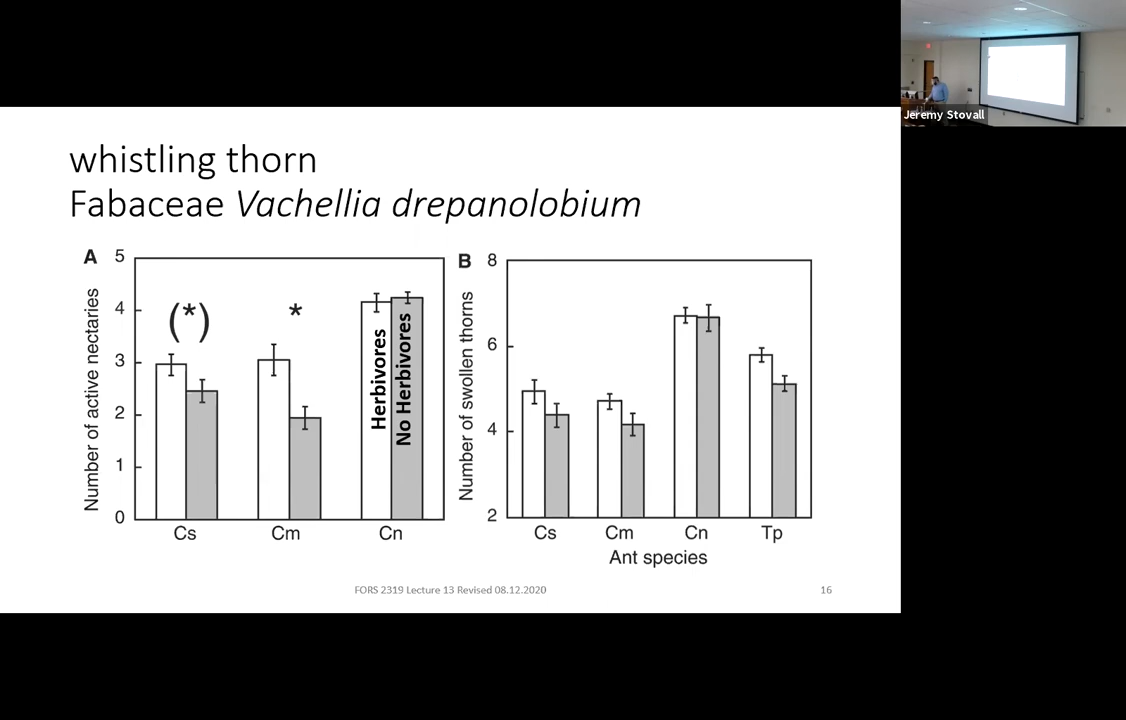 Jeremy Stovall
whistling thorn
Fabaceae Vachellia drepanolobium
A
5
4
3
2
1
0
Number of active nectaries
(*)
*
Herbivores
No Herbivores
Cs
Cm
Cn
B
8
6
4
2
Number of swollen thorns
Cs
Cm
Cn
Tp
Ant species
FORS 2319 Lecture 13 Revised 08.12.2020
16